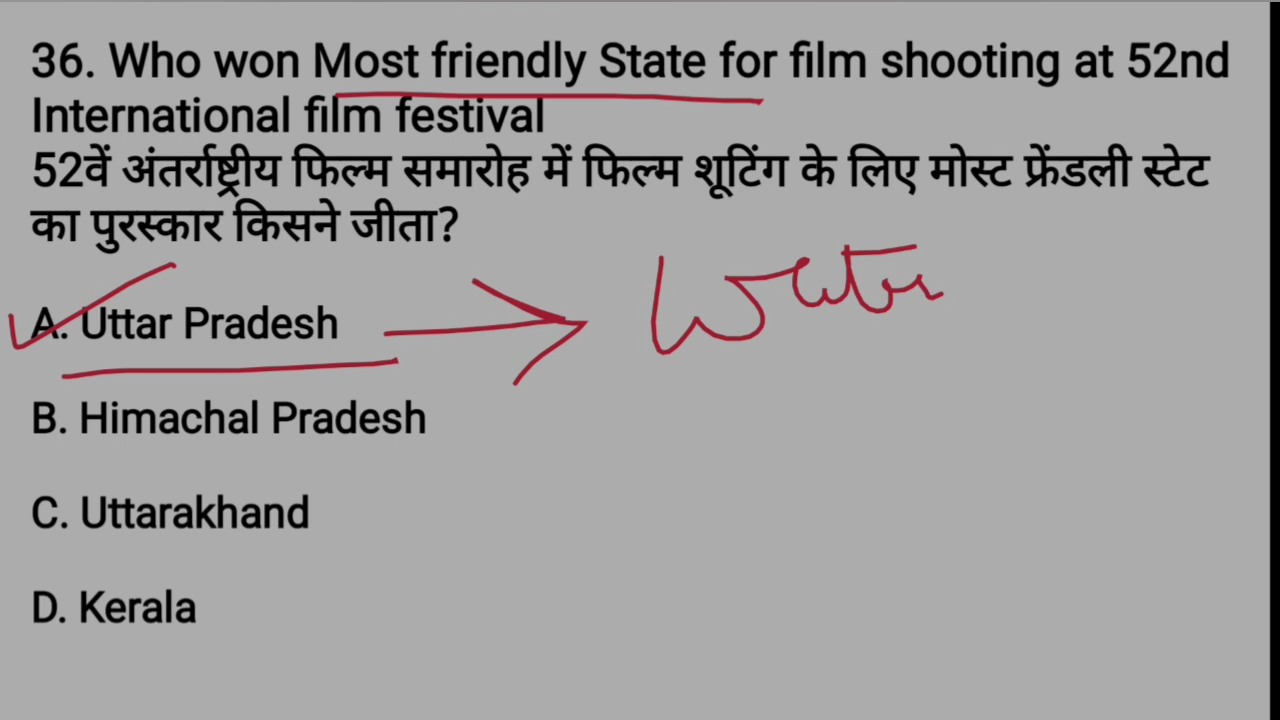 36. Who won Most friendly State for film shooting at 52nd
International film festival
52वें अंतर्राष्ट्रीय फिल्म समारोह में फिल्म शूटिंग के लिए मोस्ट फ्रेंडली स्टेट
का पुरस्कार किसने जीता?
A. Uttar Pradesh
B. Himachal Pradesh
C. Uttarakhand
D. Kerala